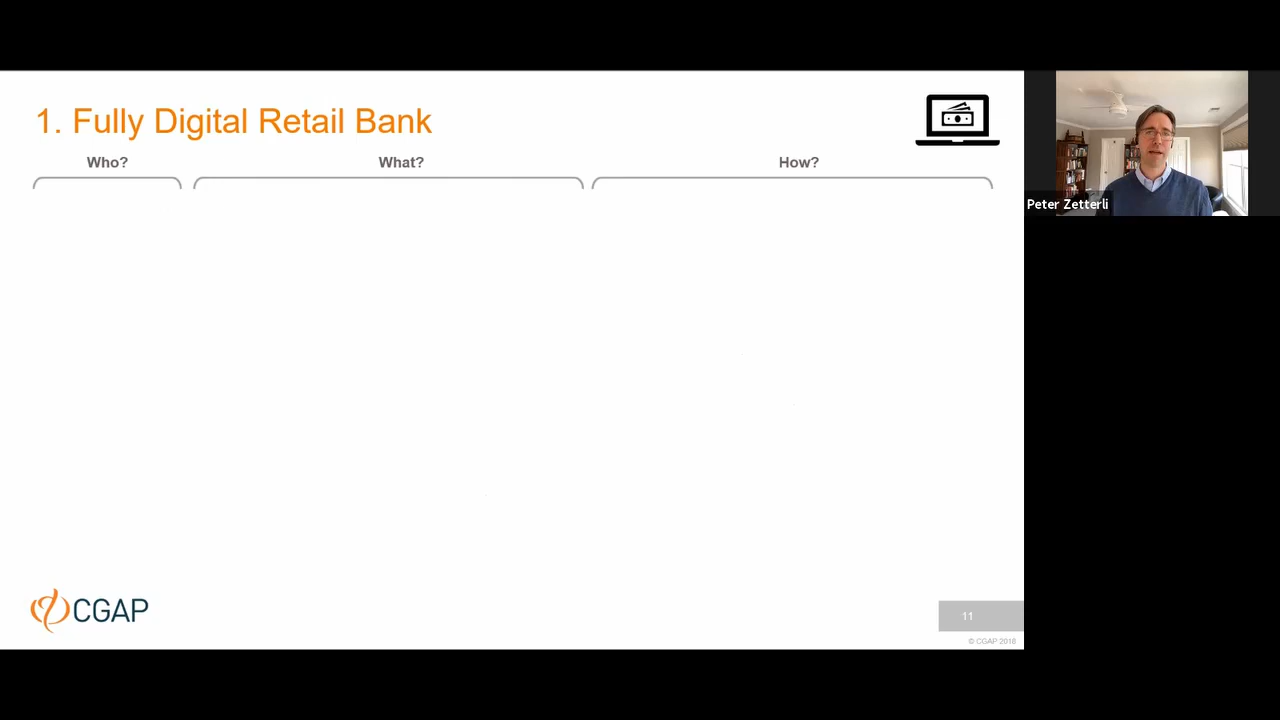 1. Fully Digital Retail Bank
Who?
What?
How?
Peter Zetterli
CGAP
11
© CGAP 2018